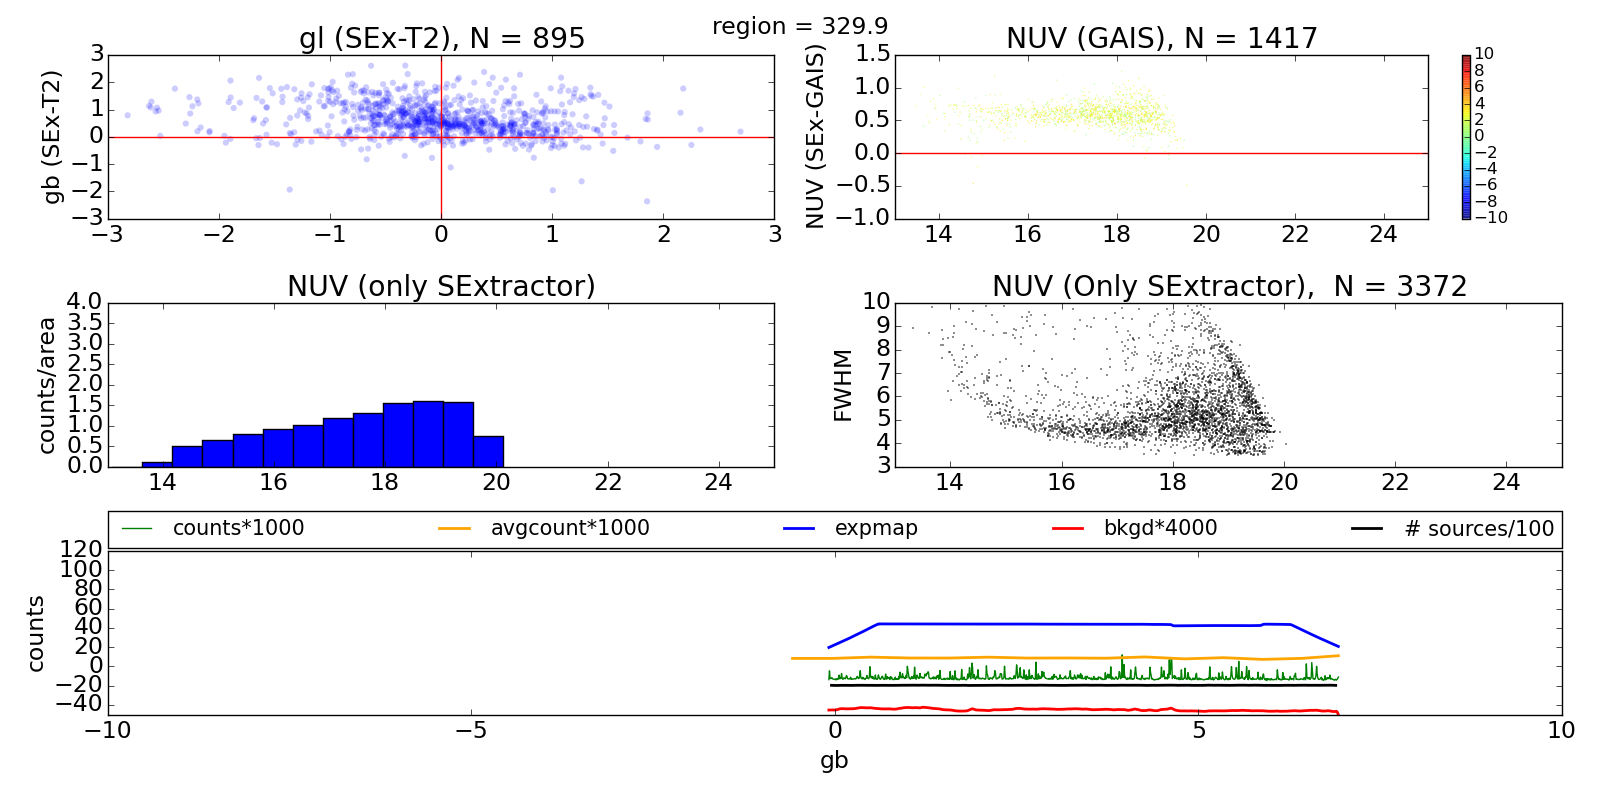 region = 329.9
gl (SEx-T2), N = 895
gb (SEx-T2)
3
2
1
0
−1
−2
−3
−3 −2 −1 0 1 2 3
NUV (GAIS), N = 1417
NUV (SEx-GAIS)
1.5
1.0
0.5
0.0
−0.5
−1.0
14 16 18 20 22 24
10
8
6
4
2
0
−2
−4
−6
−8
−10
NUV (only SExtractor)
counts/area
4.0
3.5
3.0
2.5
2.0
1.5
1.0
0.5
0.0
14 16 18 20 22 24
NUV (Only SExtractor), N = 3372
FWHM
10
9
8
7
6
5
4
3
14 16 18 20 22 24
counts*1000 avgcount*1000 expmap bkgd*4000 # sources/100
counts
120
100
80
60
40
20
0
−20
−40
−10 −5 0 5 10
gb